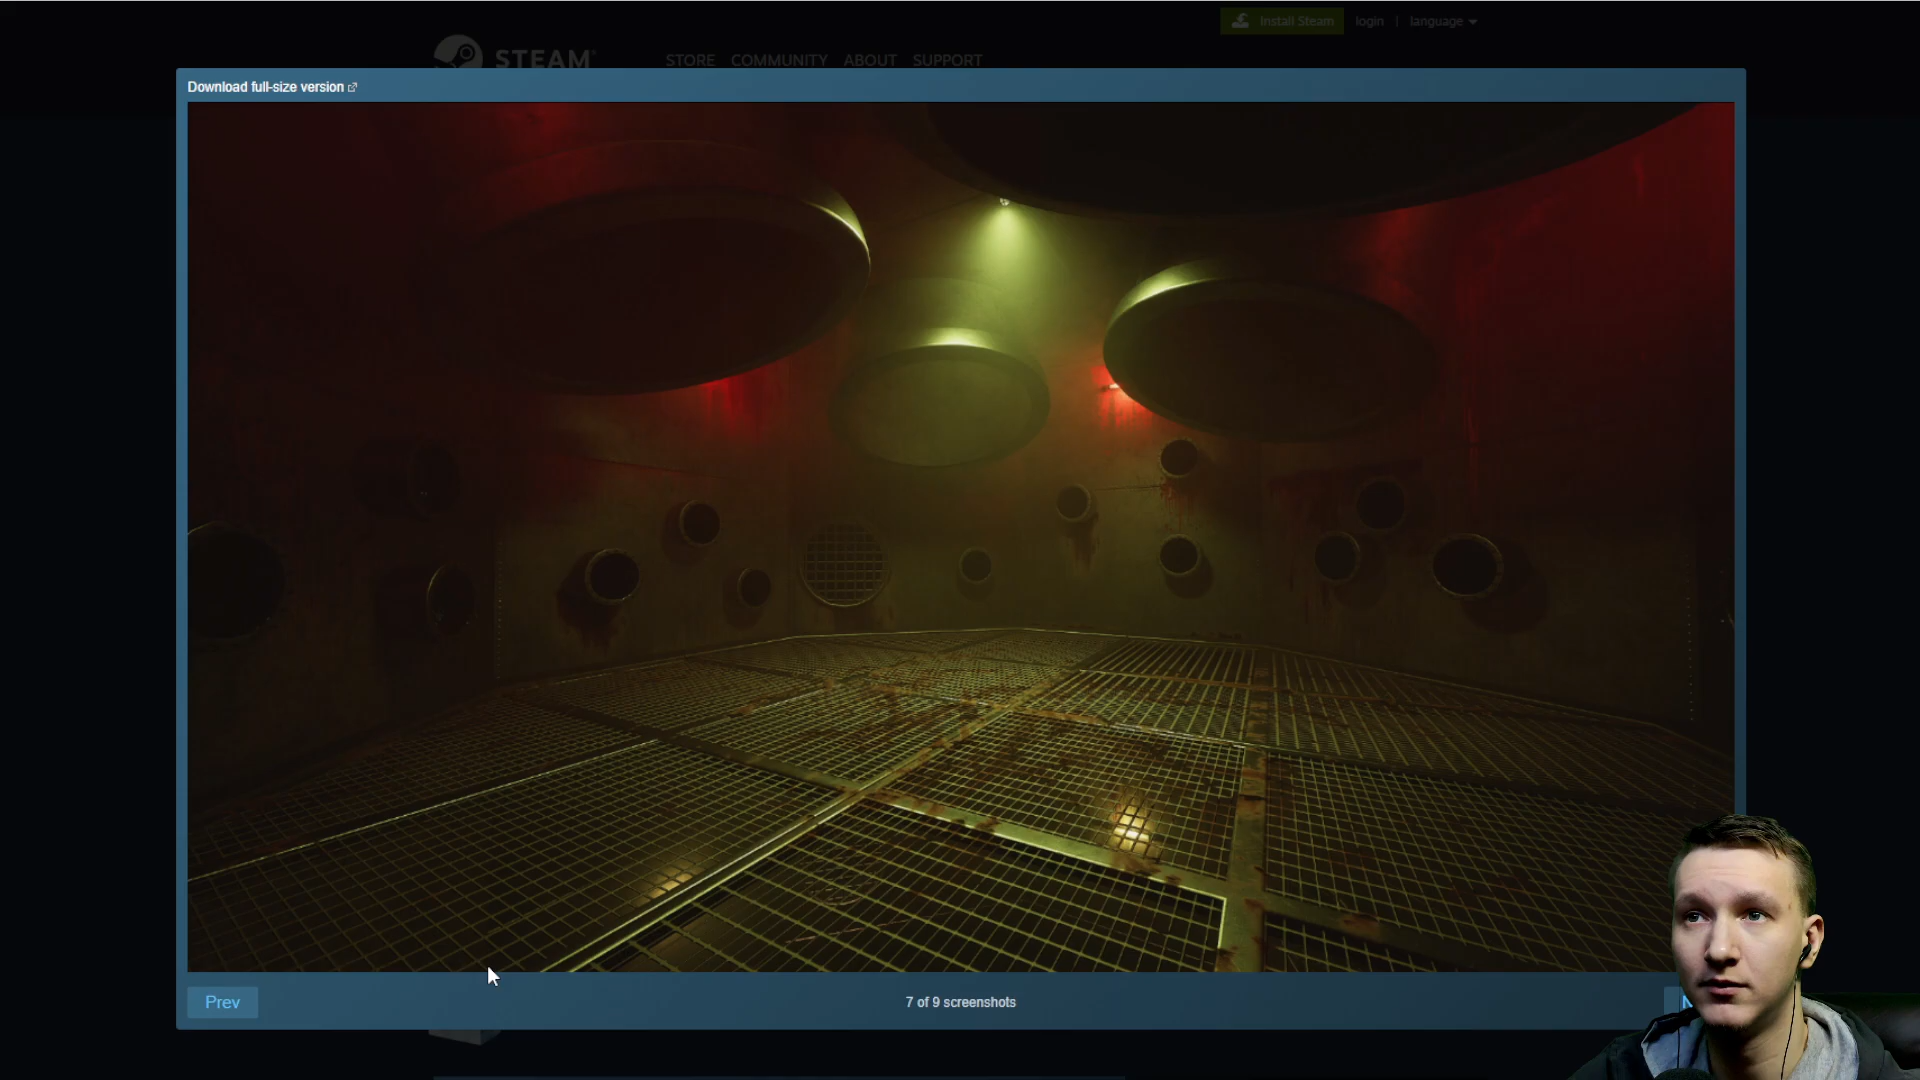 Install Steam login | language
STEAM®
STORE COMMUNITY ABOUT SUPPORT
Download full-size version
Prev
7 of 9 screenshots